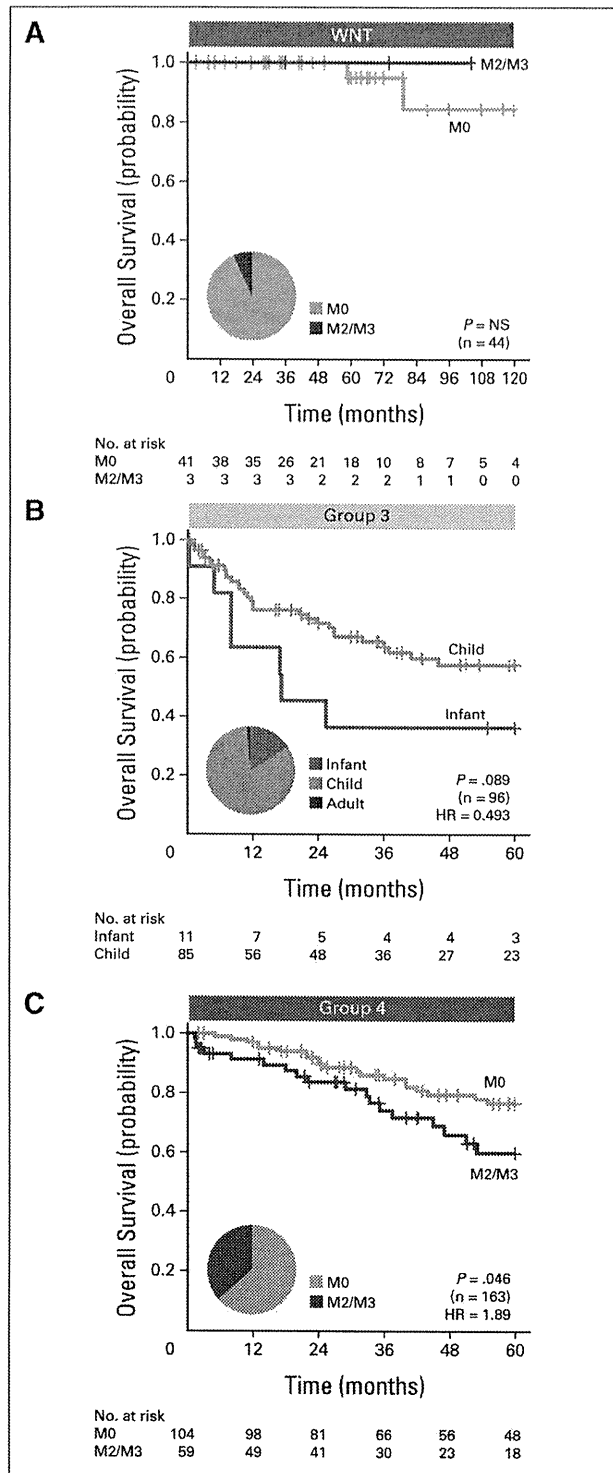 A
WNT
Overall Survival (probability)
1.0
0.8
0.6
0.4
0.2
0
M2/M3
M0
M0
M2/M3
P = NS
(n = 44)
12 24 36 48 60 72 84 96 108 120
Time (months)
No. at risk
M0 41 38 35 26 21 18 10 8 7 5 4
M2/M3 3 3 3 3 2 2 2 1 1 0 0
B
Group 3
Overall Survival (probability)
1.0
0.8
0.6
0.4
0.2
0
Child
Infant
Infant
Child
Adult
P = .089
(n = 96)
HR = 0.493
12 24 36 48 60
Time (months)
No. at risk
Infant 11 7 5 4 4 3
Child 85 56 48 36 27 23
C
Group 4
Overall Survival (probability)
1.0
0.8
0.6
0.4
0.2
0
M0
M2/M3
M0
M2/M3
P = .046
(n = 163)
HR = 1.89
12 24 36 48 60
Time (months)
No. at risk
M0 104 98 81 66 56 48
M2/M3 59 49 41 30 23 18